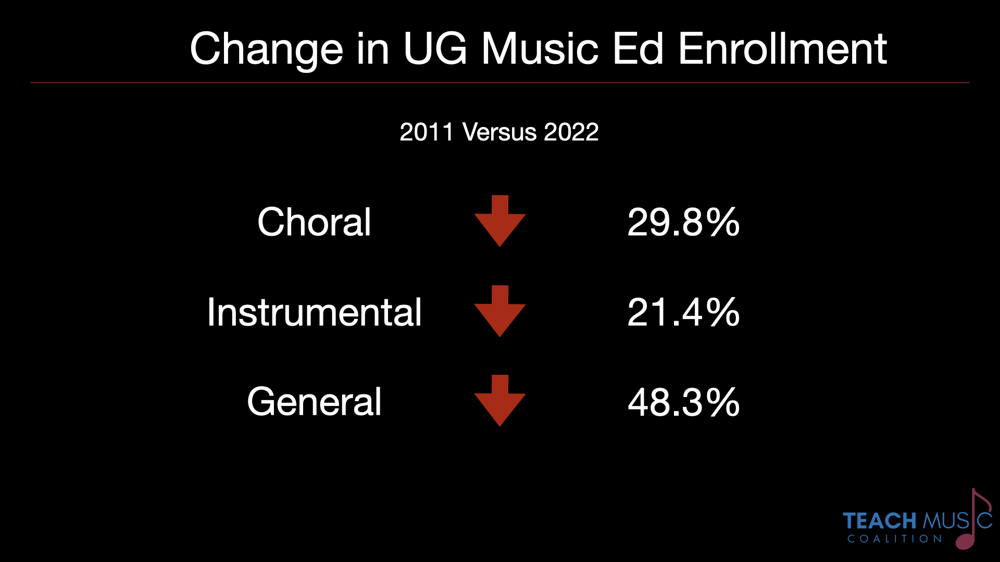 Change in UG Music Ed Enrollment
2011 Versus 2022
Choral 29.8%
Instrumental 21.4%
General 48.3%
TEACH MUSIC
COALITION